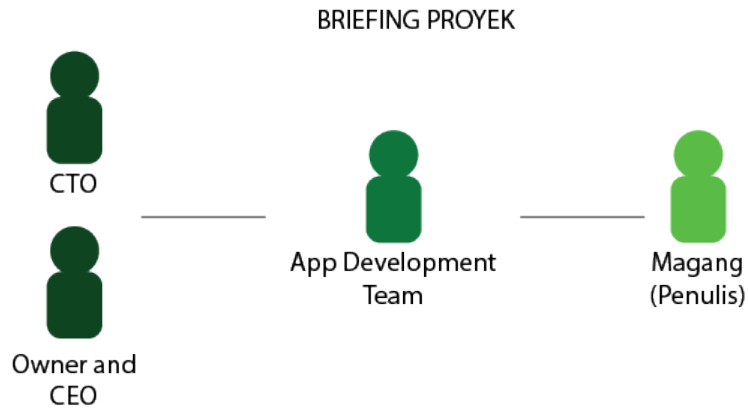 BRIEFING PROYEK
CTO
Owner and
CEO
App Development
Team
Magang
(Penulis)